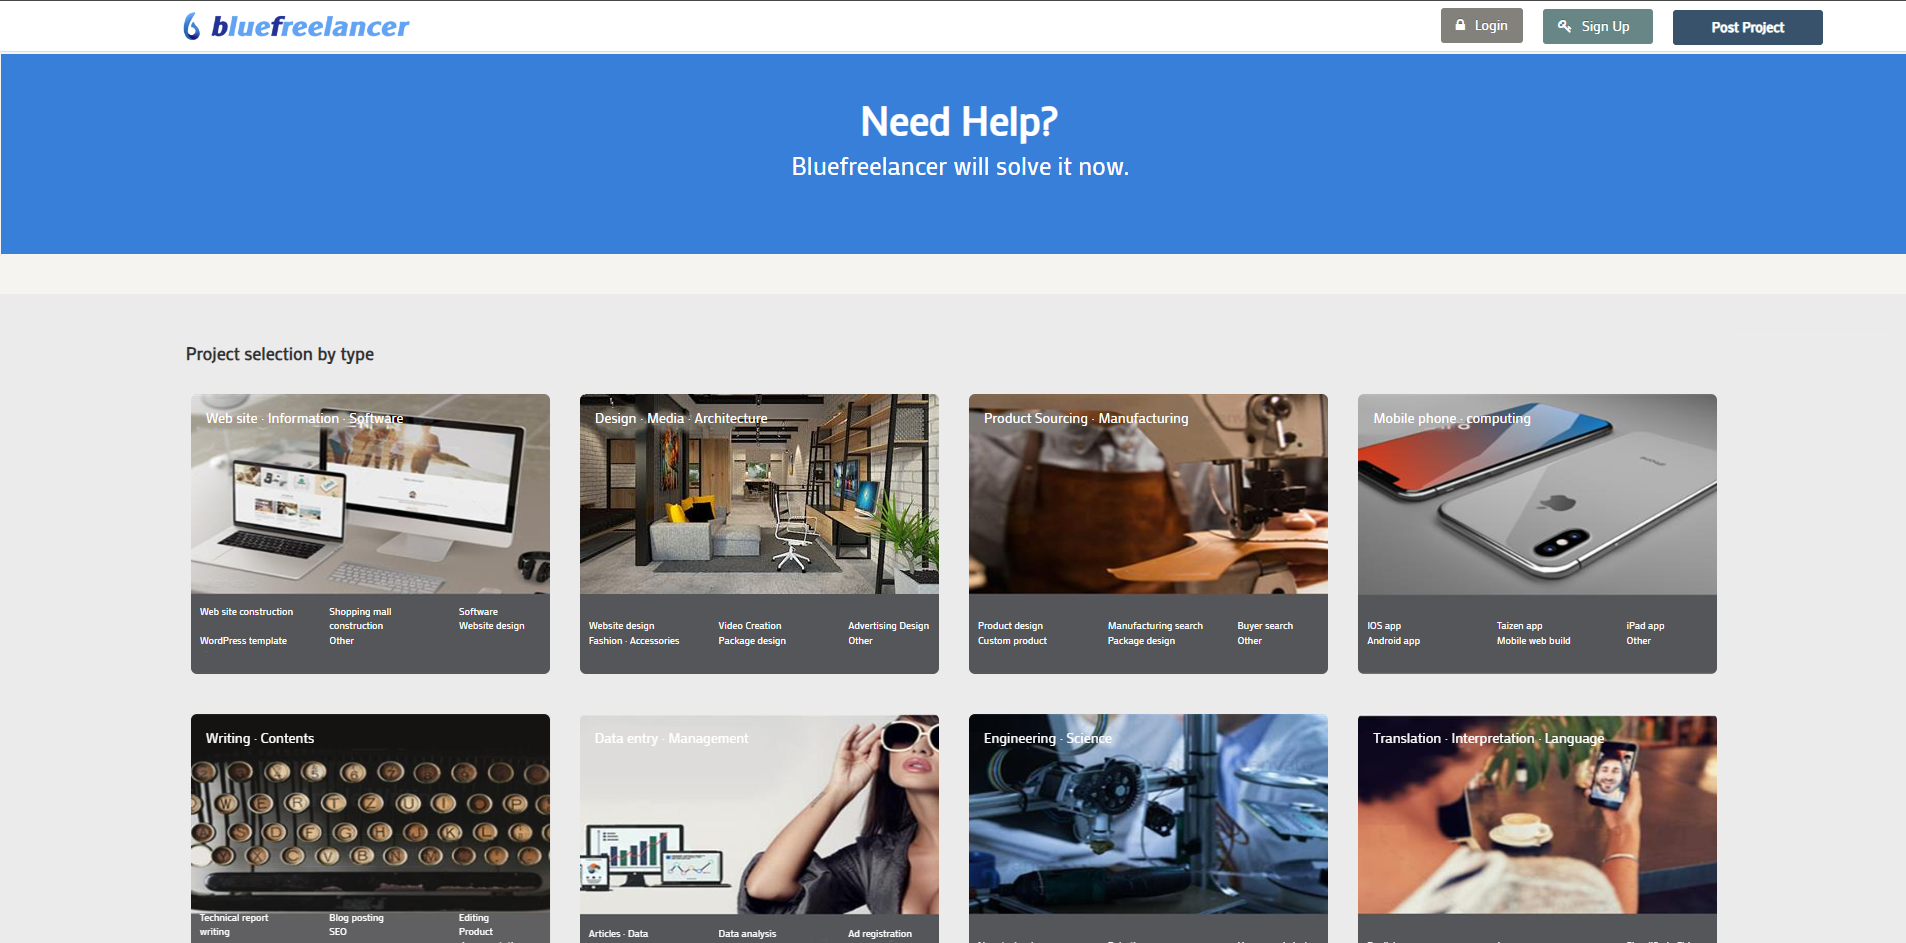 bluefreelancer
Login
Sign Up
Post Project
Need Help?
Bluefreelancer will solve it now.
Project selection by type
Web site · Information · Software
Design · Media · Architecture
Product Sourcing · Manufacturing
Mobile phone · computing
Web site construction
Shopping mall
construction
Software
Website design
WordPress template
Other
Website design
Video Creation
Advertising Design
Fashion · Accessories
Package design
Other
Product design
Manufacturing search
Buyer search
Custom product
Package design
Other
IOS app
Taizen app
iPad app
Android app
Mobile web build
Other
Writing · Contents
Data entry · Management
Engineering · Science
Translation · Interpretation · Language
W E R T Z U I O P
A S D F G H J K L
Y X C V B N M
Technical report
writing
Blog posting
SEO
Editing
Product
Articles · Data
Data analysis
Ad registration